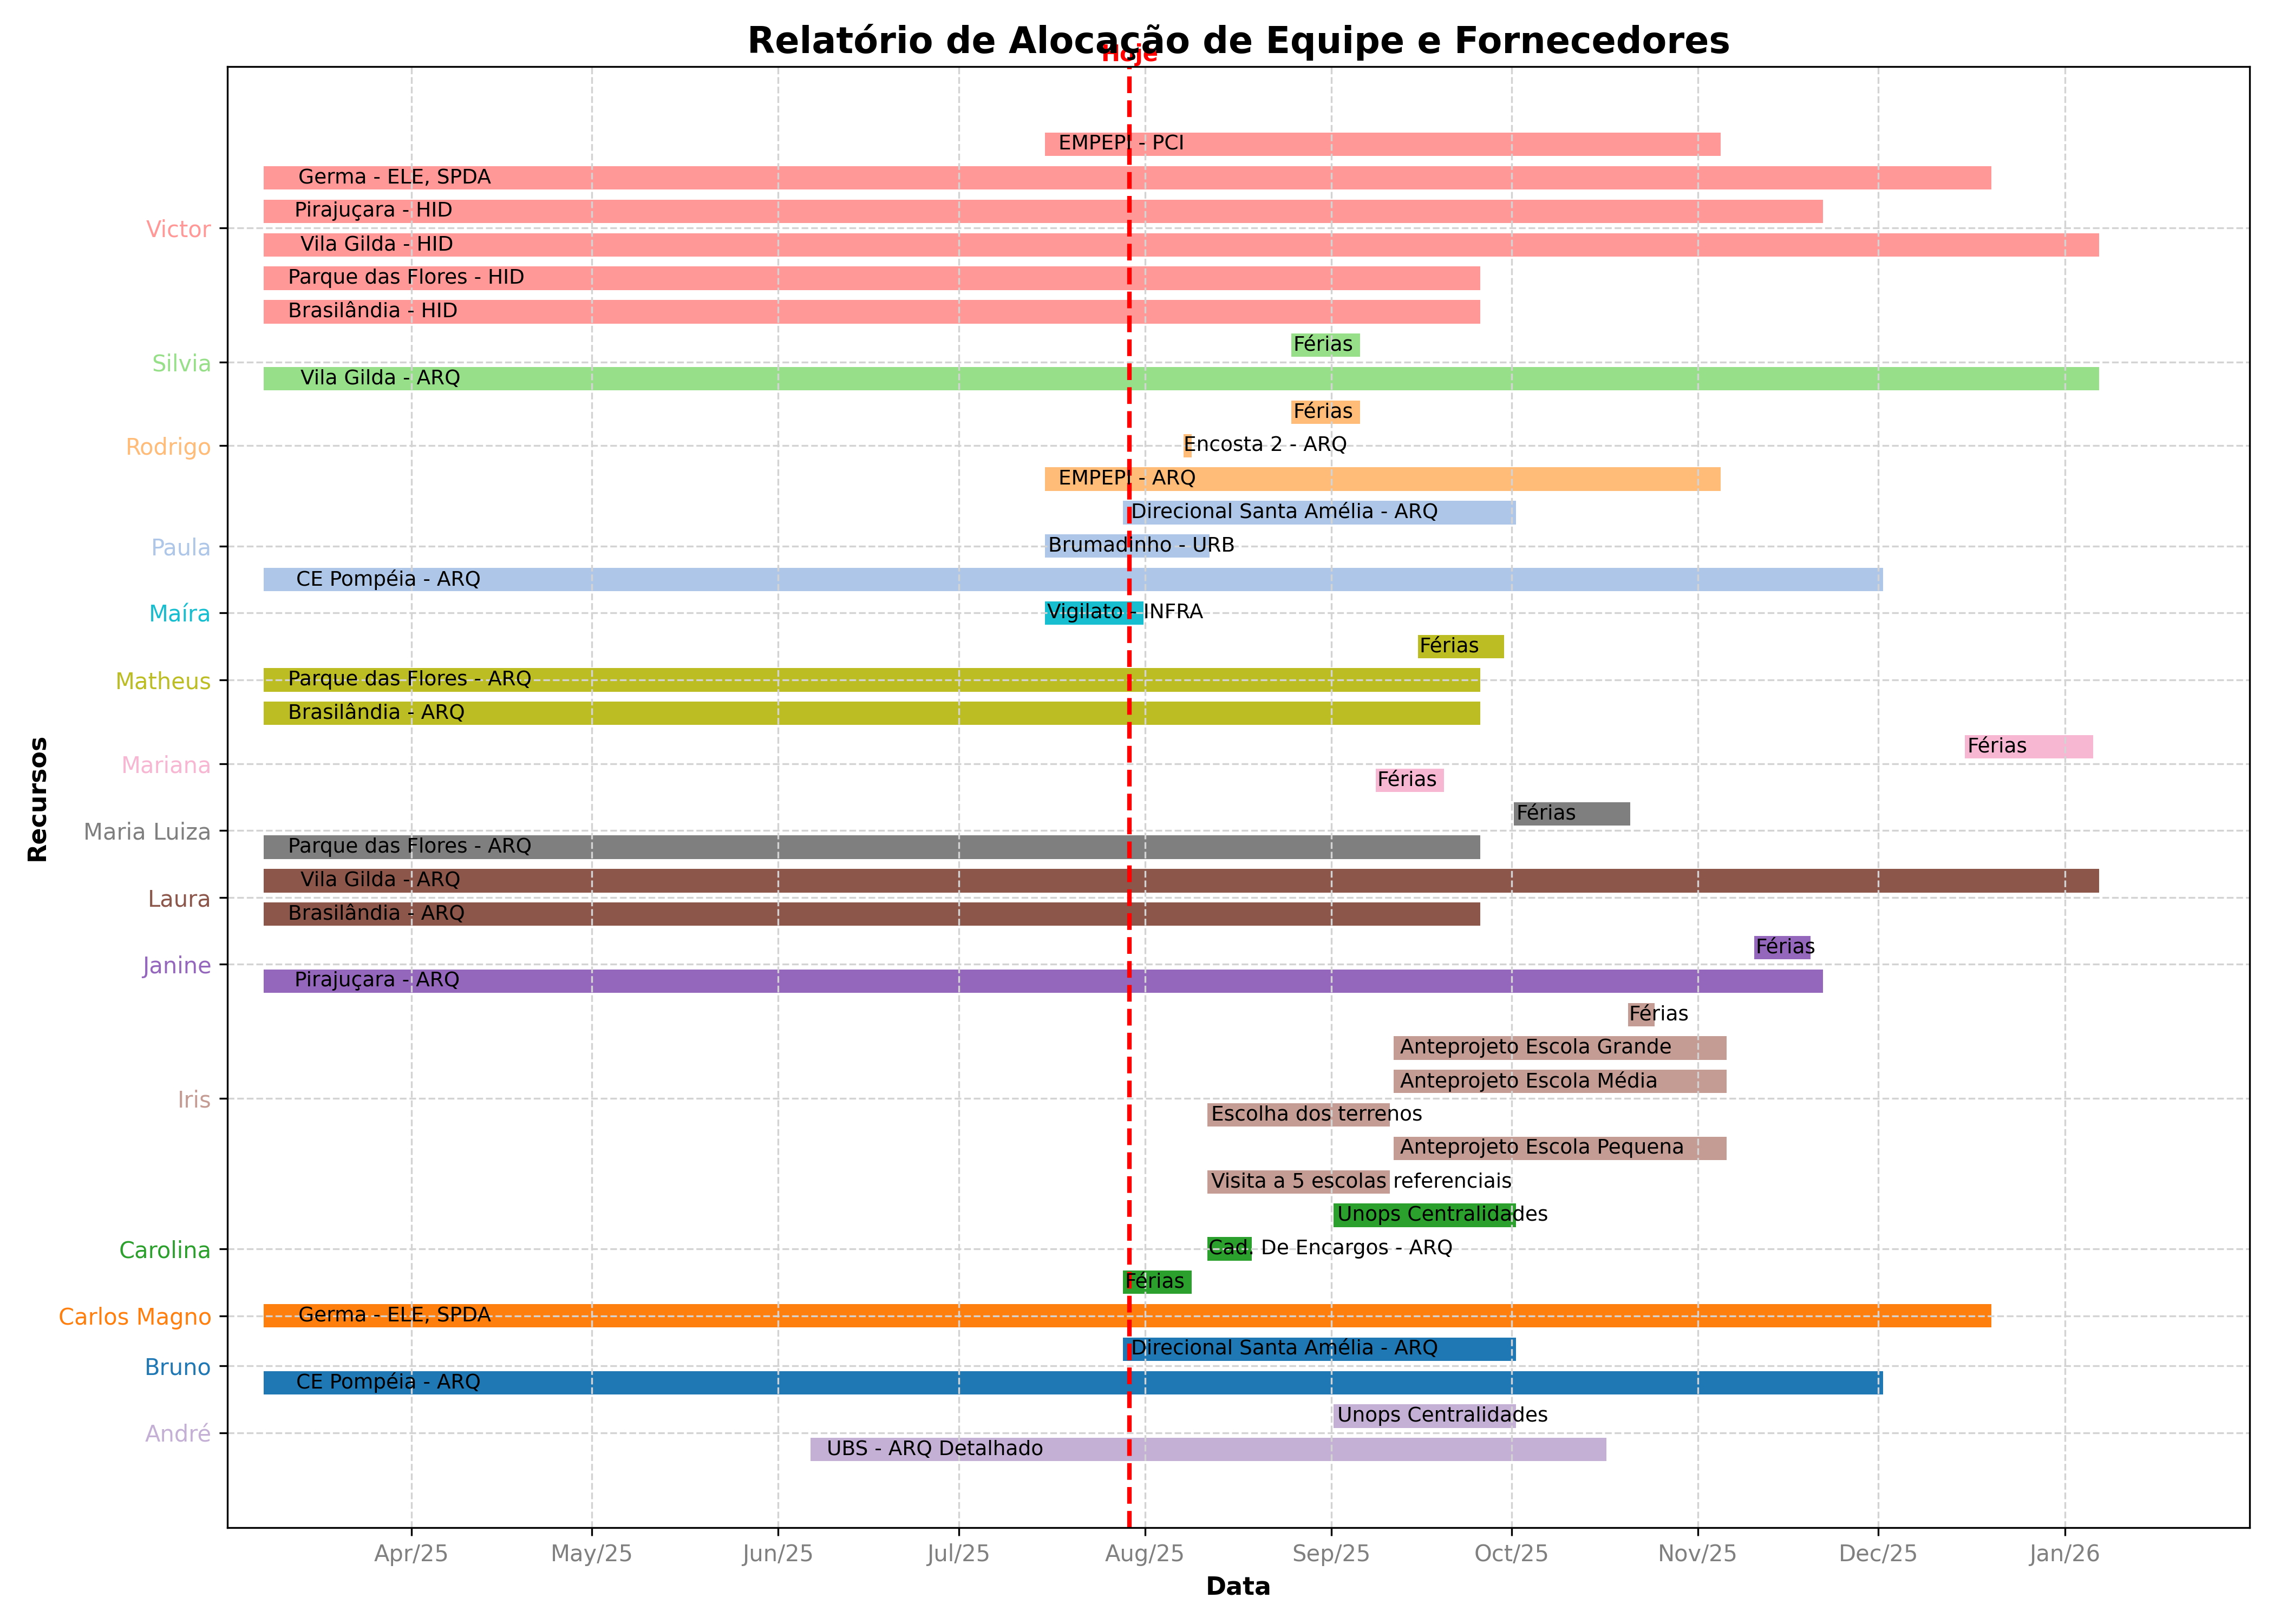 Relatório de Alocação de Equipe e Fornecedores
Hoje
EMPEPI - PCI
Germa - ELE, SPDA
Pirajuçara - HID
Victor
Vila Gilda - HID
Parque das Flores - HID
Brasilândia - HID
Férias
Silvia
Vila Gilda - ARQ
Férias
Rodrigo
Encosta 2 - ARQ
EMPEPI - ARQ
Direcional Santa Amélia - ARQ
Paula
Brumadinho - URB
CE Pompéia - ARQ
Maíra
Vigilato - INFRA
Férias
Matheus
Parque das Flores - ARQ
Brasilândia - ARQ
Férias
Mariana
Férias
Férias
Maria Luiza
Parque das Flores - ARQ
Vila Gilda - ARQ
Laura
Brasilândia - ARQ
Férias
Janine
Pirajuçara - ARQ
Férias
Anteprojeto Escola Grande
Anteprojeto Escola Média
Iris
Escolha dos terrenos
Anteprojeto Escola Pequena
Visita a 5 escolas referenciais
Unops Centralidades
Carolina
Cad. De Encargos - ARQ
Férias
Carlos Magno
Germa - ELE, SPDA
Direcional Santa Amélia - ARQ
Bruno
CE Pompéia - ARQ
Unops Centralidades
André
UBS - ARQ Detalhado
Recursos
Apr/25 May/25 Jun/25 Jul/25 Aug/25 Sep/25 Oct/25 Nov/25 Dec/25 Jan/26
Data